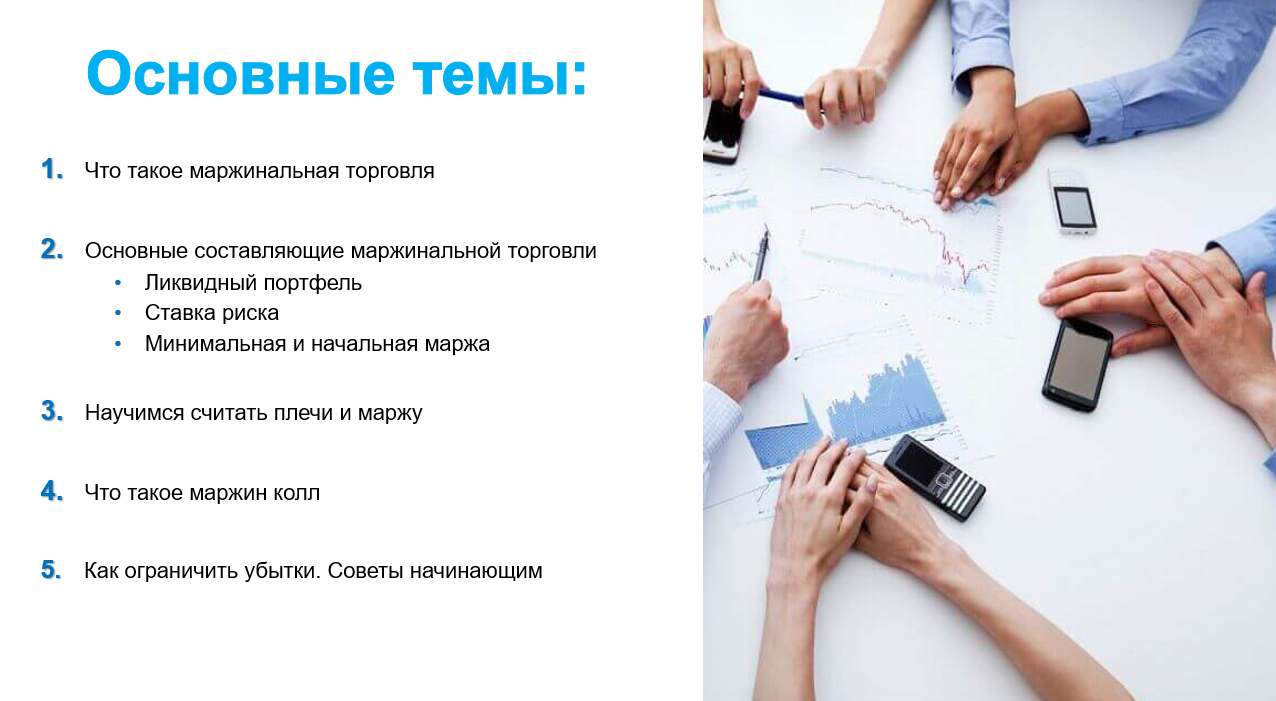 Основные темы:
1. Что такое маржинальная торговля
2. Основные составляющие маржинальной торговли
• Ликвидный портфель
• Ставка риска
• Минимальная и начальная маржа
3. Научимся считать плечи и маржу
4. Что такое маржин колл
5. Как ограничить убытки. Советы начинающим